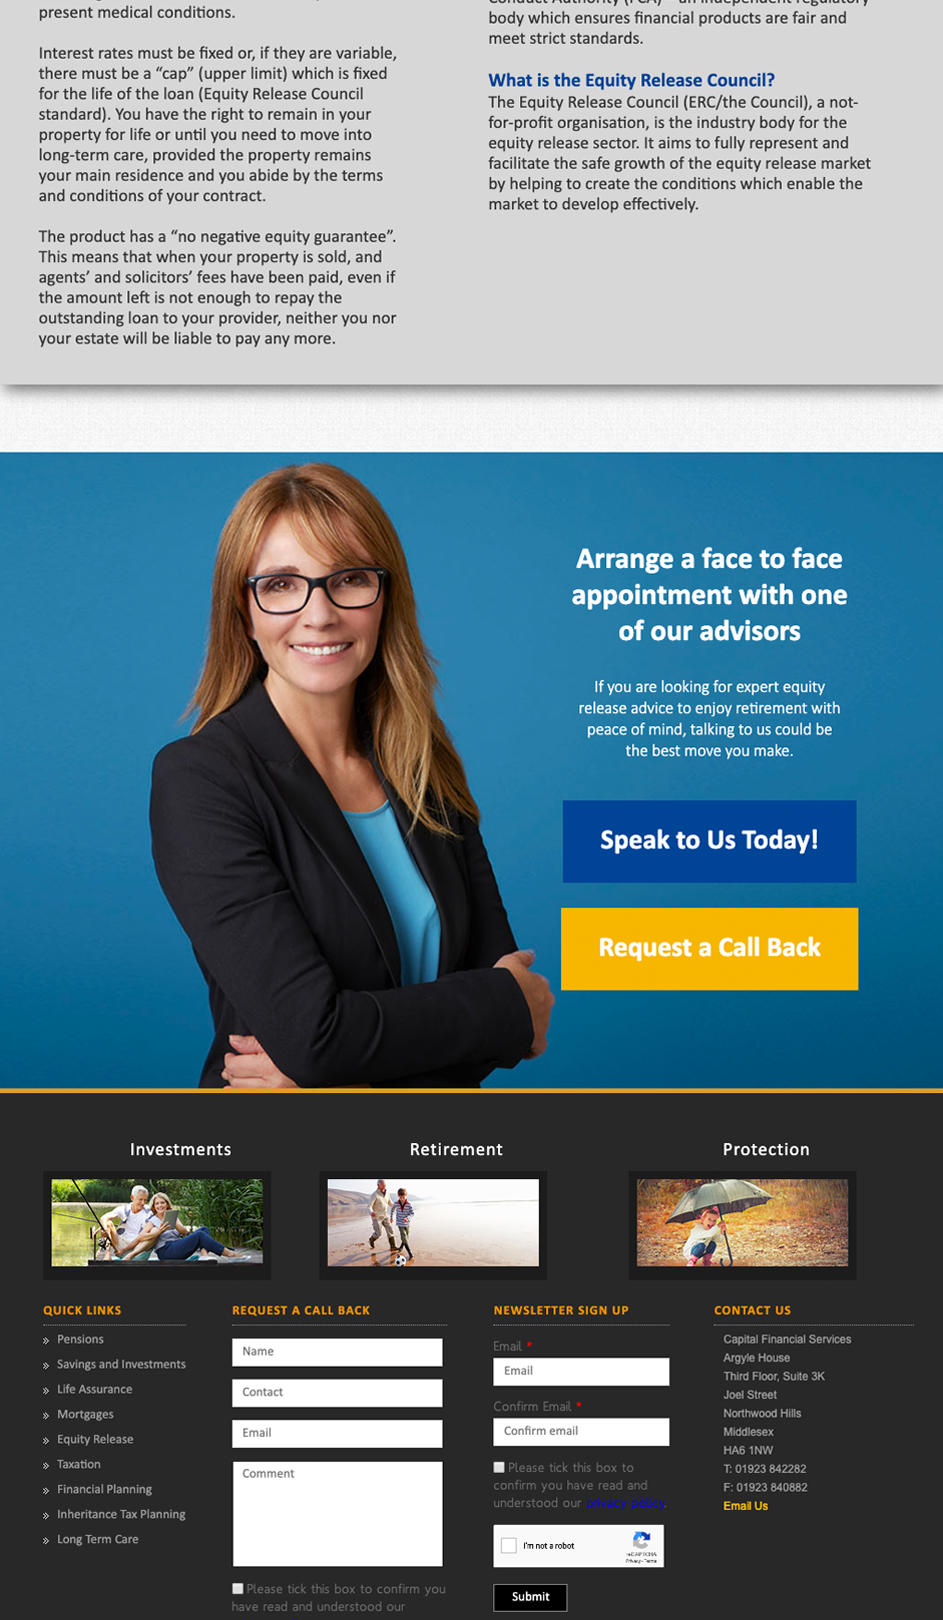 present medical conditions.
Interest rates must be fixed or, if they are variable,
there must be a “cap” (upper limit) which is fixed
for the life of the loan (Equity Release Council
standard). You have the right to remain in your
property for life or until you need to move into
long-term care, provided the property remains
your main residence and you abide by the terms
and conditions of your contract.
The product has a “no negative equity guarantee”.
This means that when your property is sold, and
agents’ and solicitors’ fees have been paid, even if
the amount left is not enough to repay the
outstanding loan to your provider, neither you nor
your estate will be liable to pay any more.
Conduct Authority (FCA) – an independent regulatory
body which ensures financial products are fair and
meet strict standards.
What is the Equity Release Council?
The Equity Release Council (ERC/the Council), a not-
for-profit organisation, is the industry body for the
equity release sector. It aims to fully represent and
facilitate the safe growth of the equity release market
by helping to create the conditions which enable the
market to develop effectively.
Arrange a face to face
appointment with one
of our advisors
If you are looking for expert equity
release advice to enjoy retirement with
peace of mind, talking to us could be
the best move you make.
Speak to Us Today!
Request a Call Back
Investments
Retirement
Protection
QUICK LINKS
Pensions
Savings and Investments
Life Assurance
Mortgages
Equity Release
Taxation
Financial Planning
Inheritance Tax Planning
Long Term Care
REQUEST A CALL BACK
Name
Contact
Email
Comment
Please tick this box to confirm you
have read and understood our
NEWSLETTER SIGN UP
Email *
Email
Confirm Email *
Confirm email
Please tick this box to
confirm you have read and
understood our privacy policy.
I'm not a robot
reCAPTCHA
Privacy - Terms
Submit
CONTACT US
Capital Financial Services
Argyle House
Third Floor, Suite 3K
Joel Street
Northwood Hills
Middlesex
HA6 1NW
T: 01923 842282
F: 01923 840882
Email Us